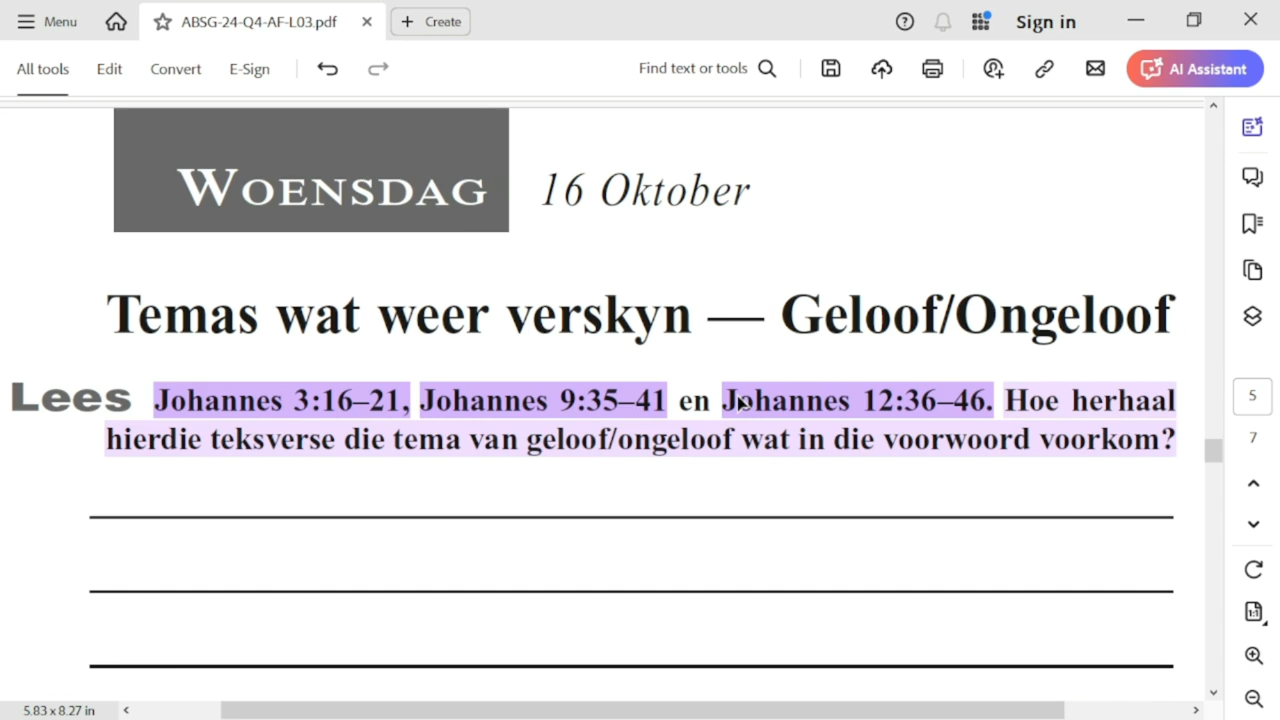 Menu
ABSG-24-Q4-AF-L03.pdf
Create
Sign in
All tools
Edit
Convert
E-Sign
Find text or tools
AI Assistant
WOENSDAG
16 Oktober
Temas wat weer verskyn — Geloof/Ongeloof
Lees Johannes 3:16–21, Johannes 9:35–41 en Johannes 12:36–46. Hoe herhaal
hierdie teksverse die tema van geloof/ongeloof wat in die voorwoord voorkom?
5
7
1:1
5.83 x 8.27 in